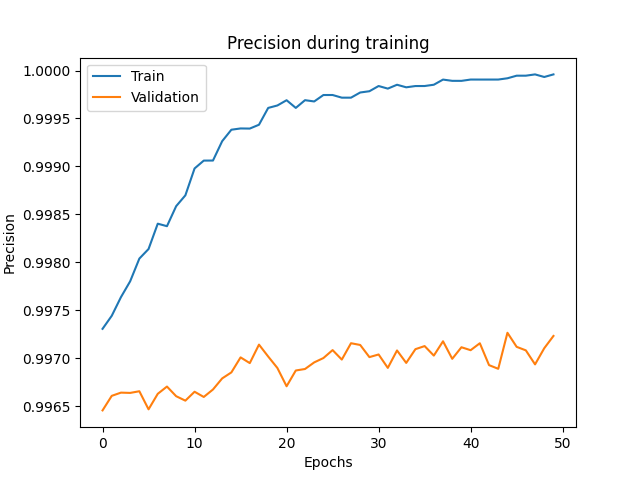 Precision during training
Train
Validation
1.0000
0.9995
0.9990
0.9985
0.9980
0.9975
0.9970
0.9965
Precision
0 10 20 30 40 50
Epochs